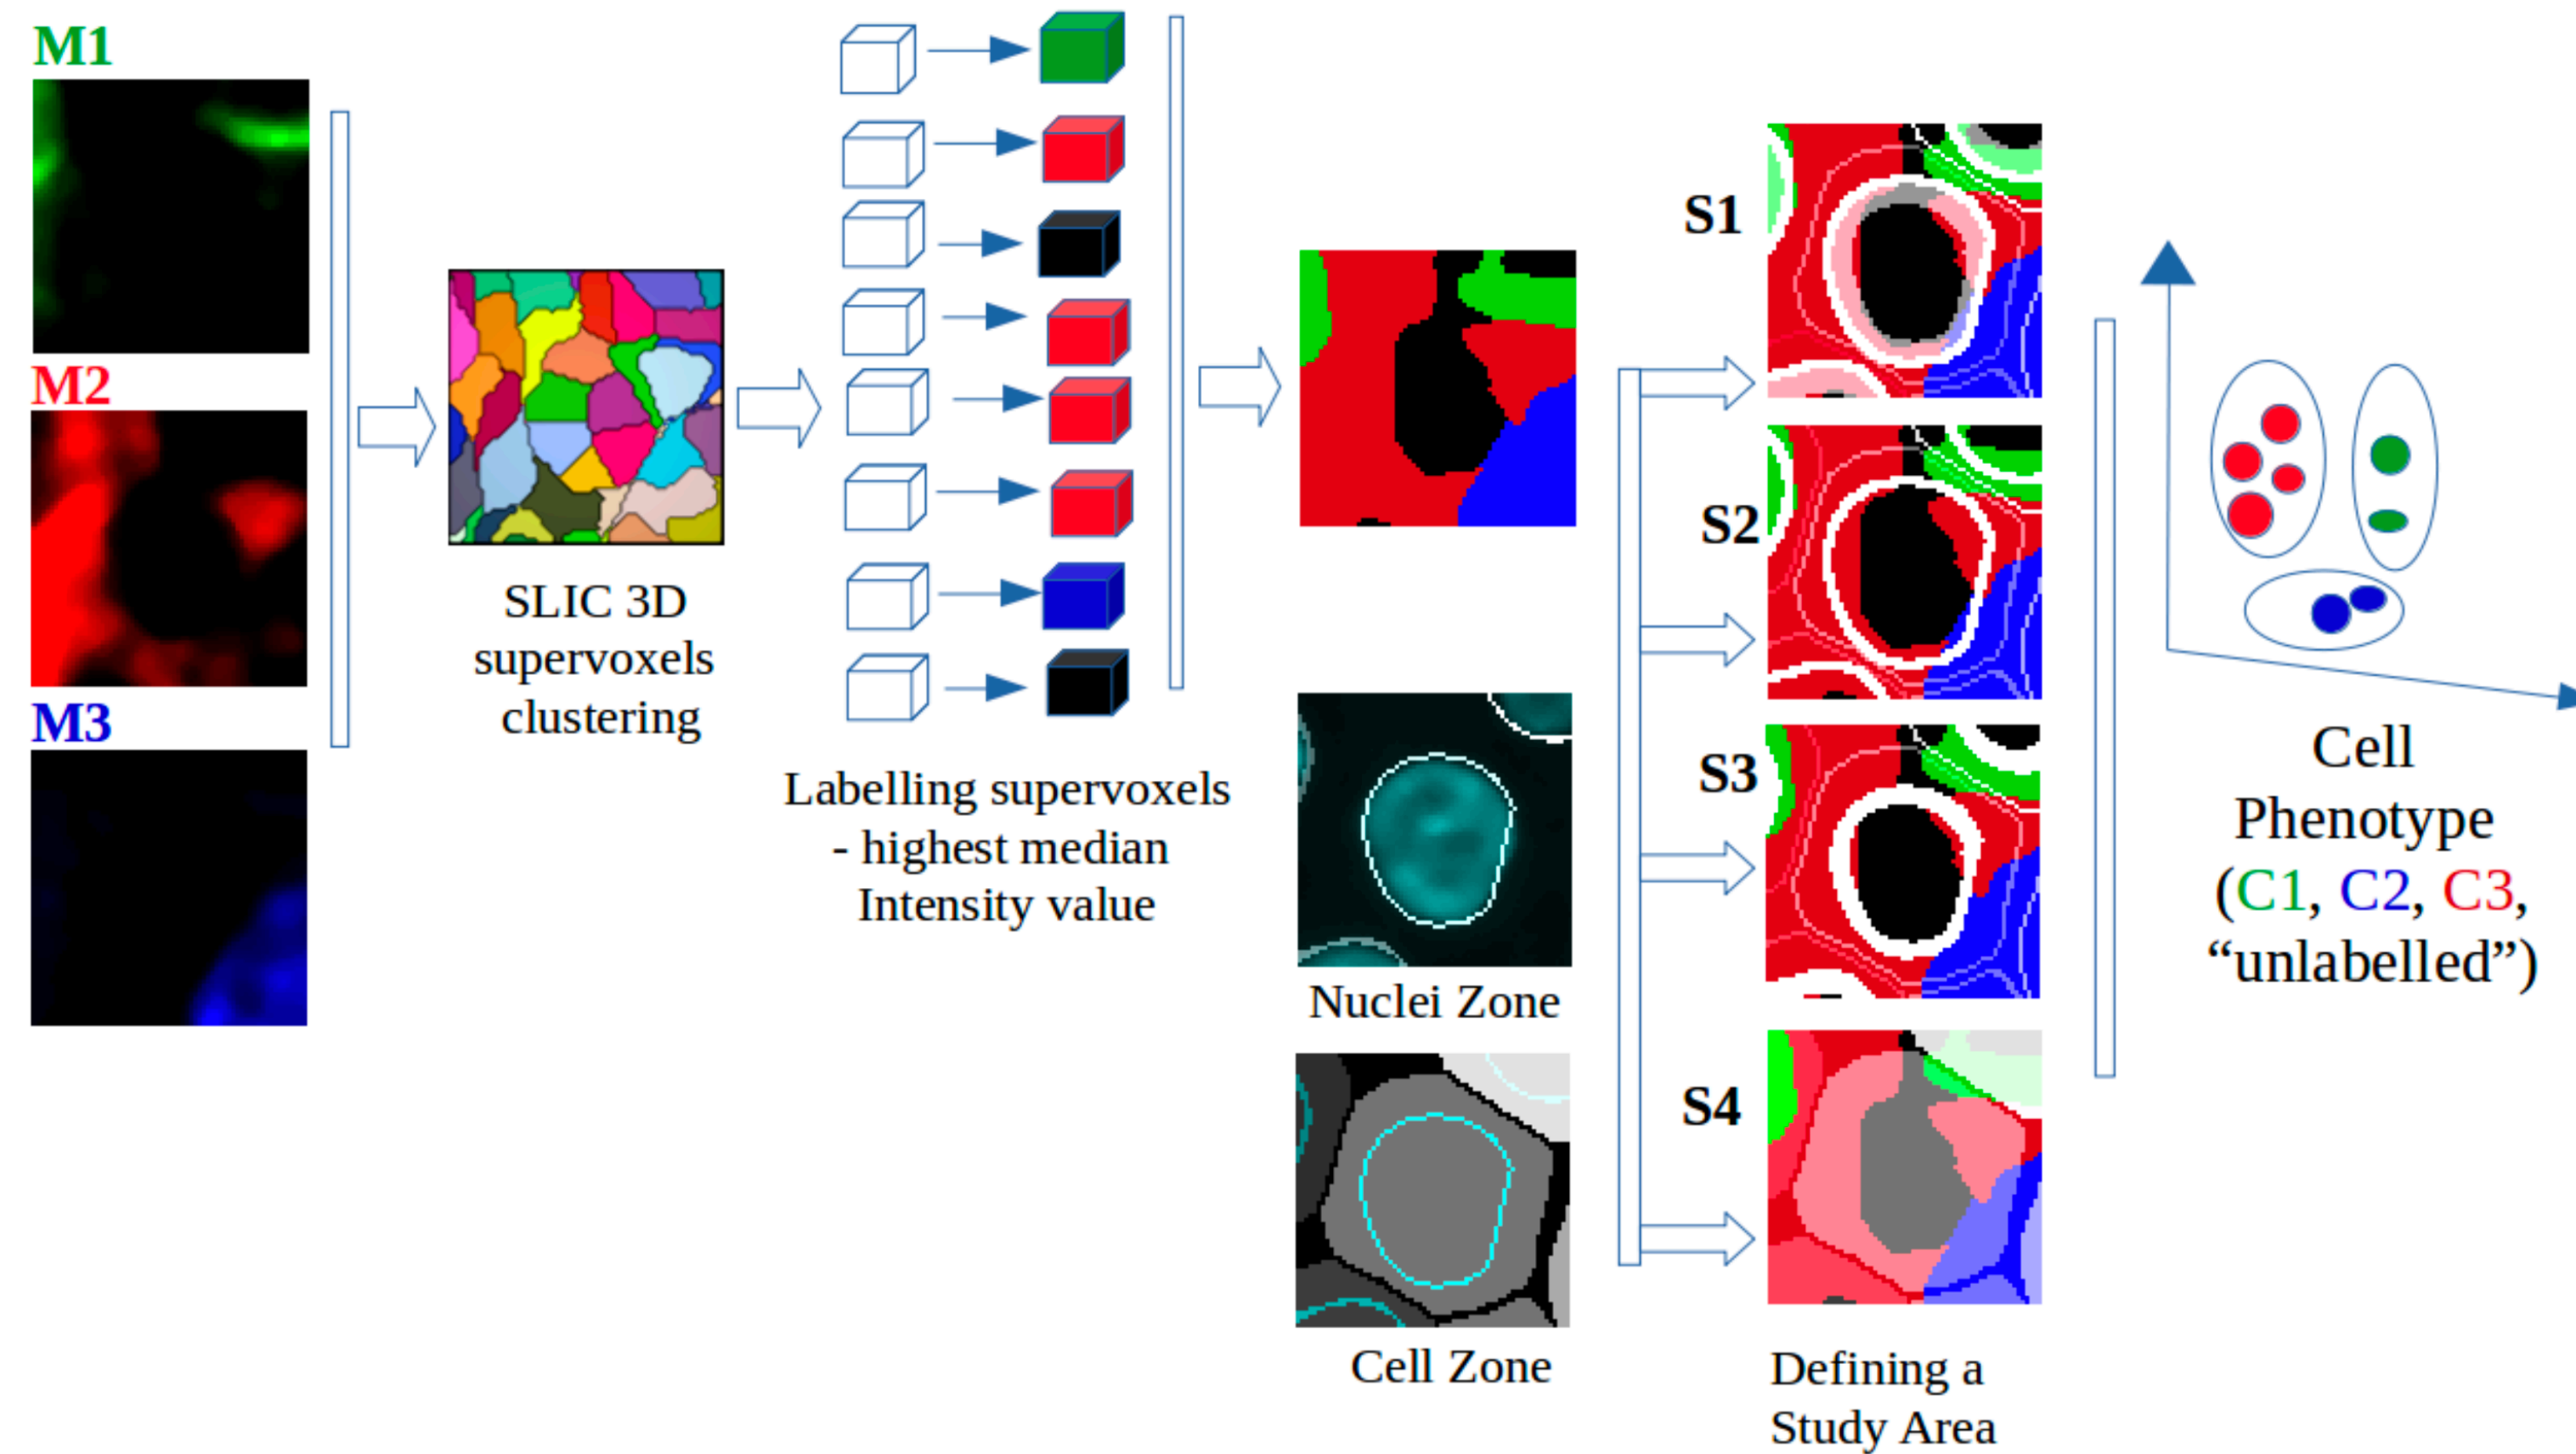 M1
M2
M3
SLIC 3D
supervoxels
clustering
Labelling supervoxels
- highest median
Intensity value
Nuclei Zone
Cell Zone
S1
S2
S3
S4
Defining a
Study Area
Cell
Phenotype
(C1, C2, C3,
“unlabelled”)